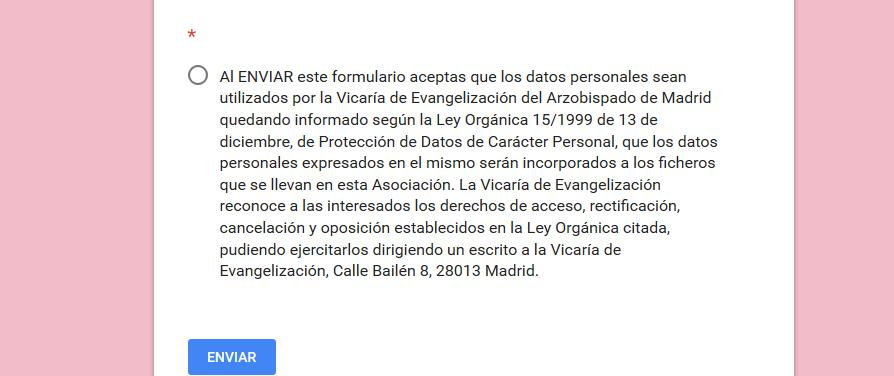 *
Al ENVIAR este formulario aceptas que los datos personales sean
utilizados por la Vicaría de Evangelización del Arzobispado de Madrid
quedando informado según la Ley Orgánica 15/1999 de 13 de
diciembre, de Protección de Datos de Carácter Personal, que los datos
personales expresados en el mismo serán incorporados a los ficheros
que se llevan en esta Asociación. La Vicaría de Evangelización
reconoce a las interesados los derechos de acceso, rectificación,
cancelación y oposición establecidos en la Ley Orgánica citada,
pudiendo ejercitarlos dirigiendo un escrito a la Vicaría de
Evangelización, Calle Bailén 8, 28013 Madrid.
ENVIAR